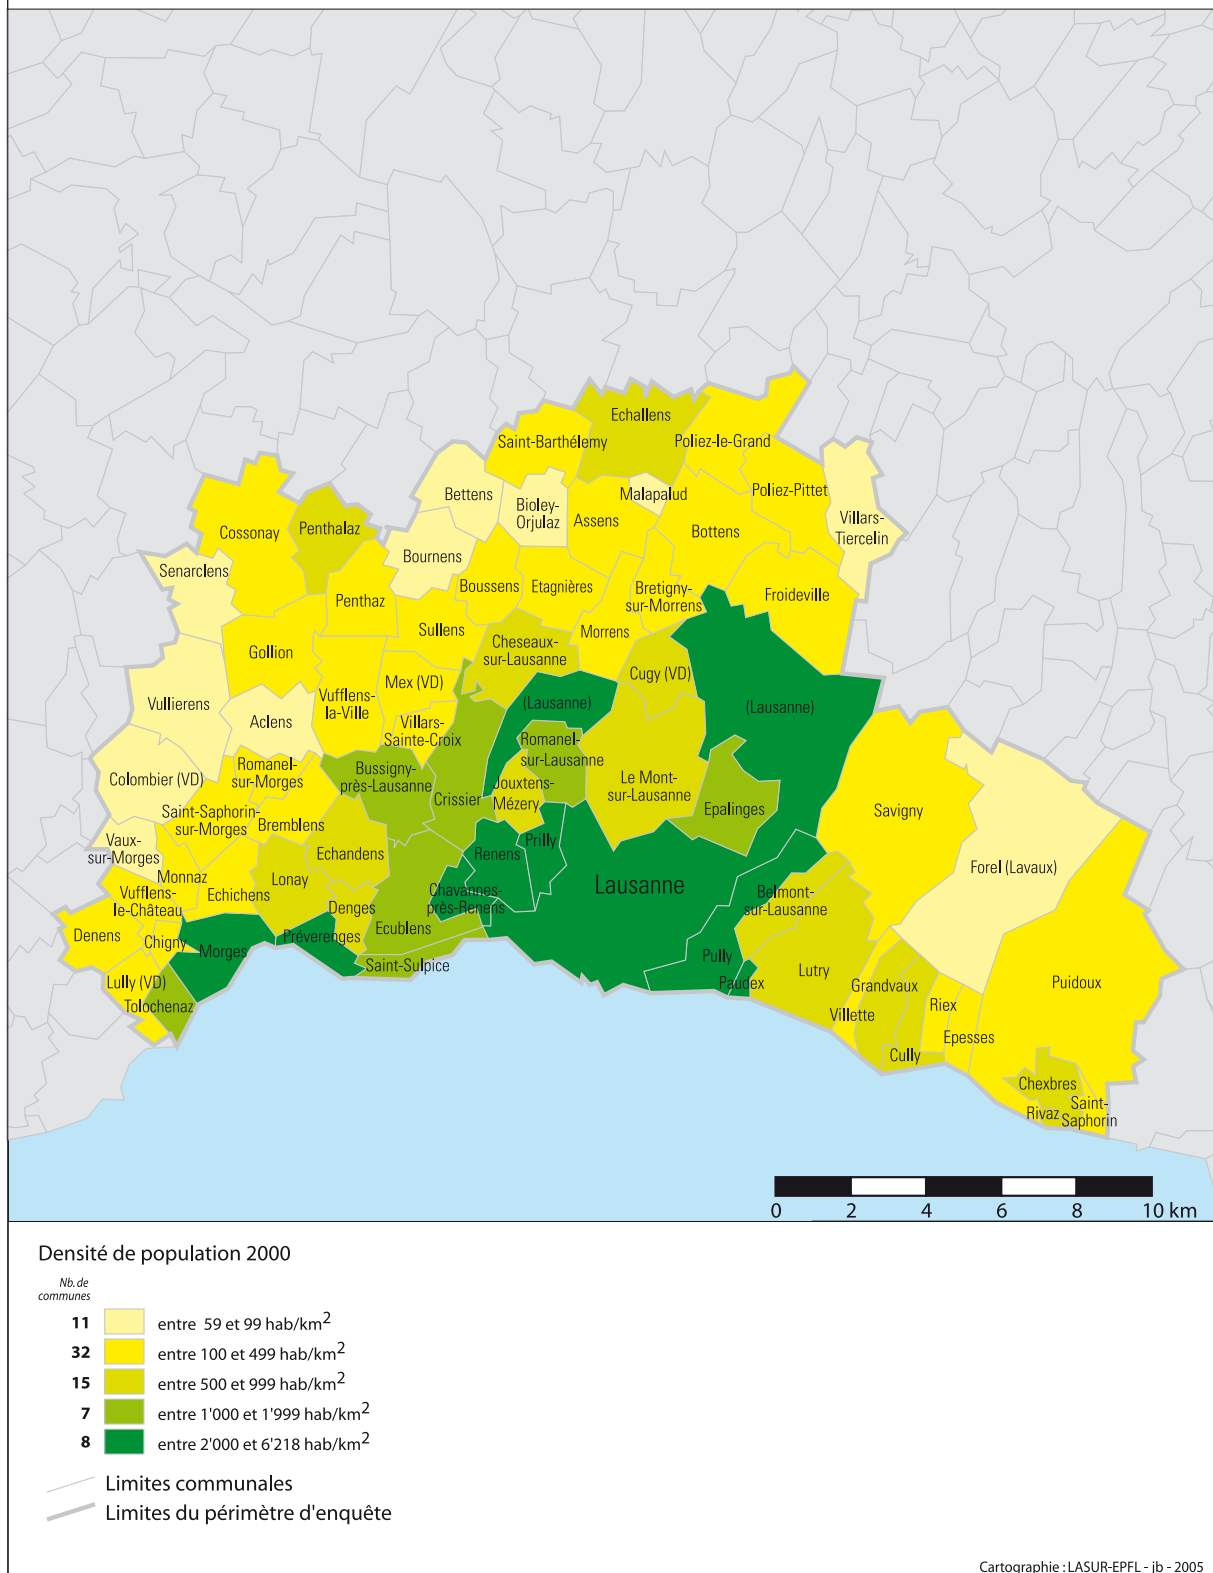 Echallens
Saint-Barthélemy
Poliez-le-Grand
Bettens
Malapalud
Poliez-Pittet
Bioley-
Orjulaz
Assens
Villars-
Tiercelin
Cossonay
Penthalaz
Bottens
Bournens
Senarclens
Boussens
Etagnières
Bretigny-
sur-Morrens
Froideville
Penthaz
Sullens
Morrens
Gollion
Cheseaux-
sur-Lausanne
Cugy (VD)
Mex (VD)
Vullierens
Vufflens-
la-Ville
(Lausanne)
(Lausanne)
Aclens
Villars-
Sainte-Croix
Romanel-
sur-Lausanne
Colombier (VD)
Romanel-
sur-Morges
Bussigny-
près-Lausanne
Jouxtens-
Mézery
Le Mont-
sur-Lausanne
Crissier
Epalinges
Savigny
Saint-Saphorin-
sur-Morges
Bremblens
Vaux-
sur-Morges
Echandens
Renens
Prilly
Forel (Lavaux)
Monnaz
Lonay
Lausanne
Vufflens-
le-Château
Echichens
Chavannes-
près-Renens
Belmont-
sur-Lausanne
Denges
Denens
Chigny
Morges
Préverenges
Ecublens
Saint-Sulpice
Pully
Lutry
Lully (VD)
Paudex
Grandvaux
Puidoux
Tolochenaz
Villette
Riex
Epesses
Cully
Chexbres
Rivaz
Saint-
Saphorin
0 2 4 6 8 10 km
Densité de population 2000
Nb. de
communes
11 entre 59 et 99 hab/km²
32 entre 100 et 499 hab/km²
15 entre 500 et 999 hab/km²
7 entre 1'000 et 1'999 hab/km²
8 entre 2'000 et 6'218 hab/km²
Limites communales
Limites du périmètre d'enquête
Cartographie : LASUR-EPFL - jb - 2005